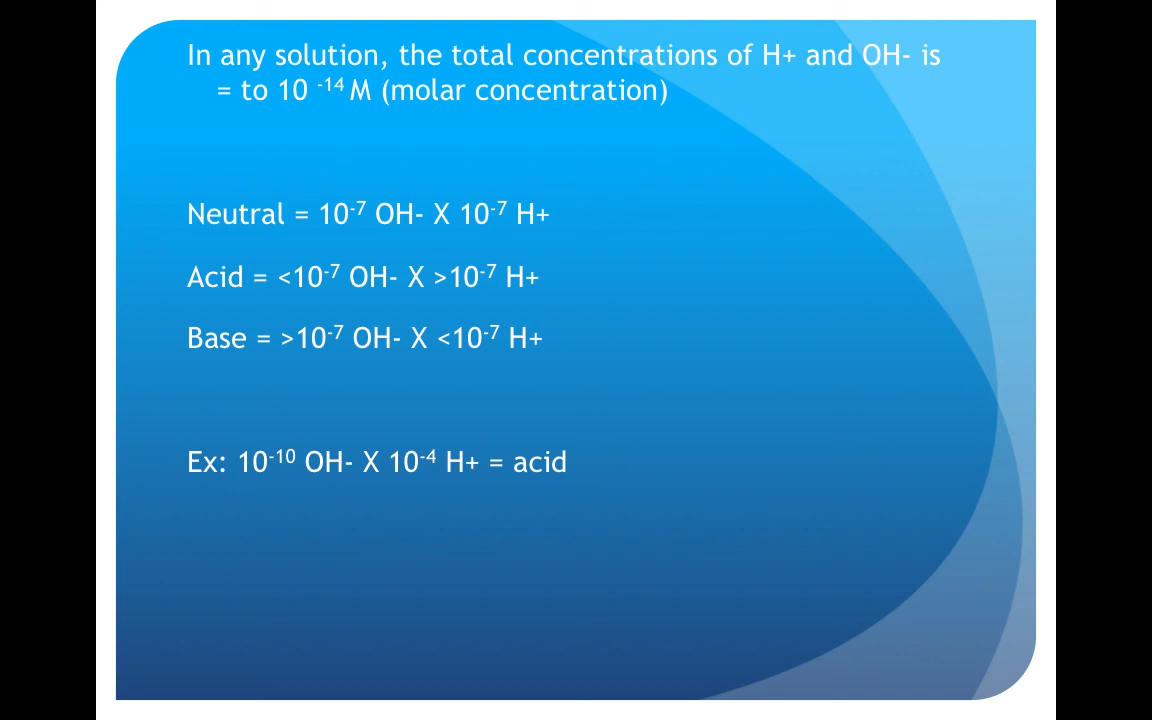 In any solution, the total concentrations of H+ and OH- is
= to 10 ⁻¹⁴ M (molar concentration)
Neutral = 10⁻⁷ OH- X 10⁻⁷ H+
Acid = <10⁻⁷ OH- X >10⁻⁷ H+
Base = >10⁻⁷ OH- X <10⁻⁷ H+
Ex: 10⁻¹⁰ OH- X 10⁻⁴ H+ = acid